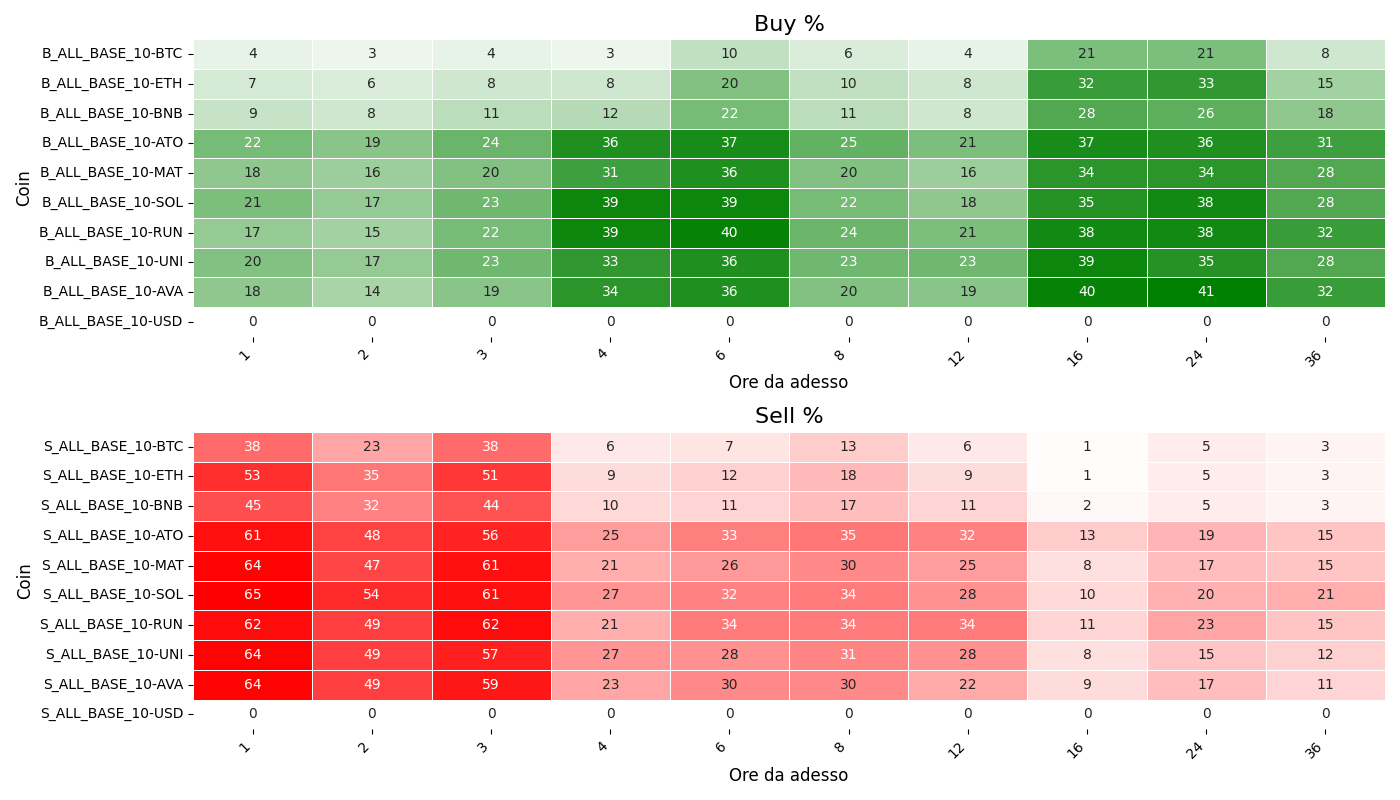 Buy %
Coin
B_ALL_BASE_10-BTC 4 3 4 3 10 6 4 21 21 8
B_ALL_BASE_10-ETH 7 6 8 8 20 10 8 32 33 15
B_ALL_BASE_10-BNB 9 8 11 12 22 11 8 28 26 18
B_ALL_BASE_10-ATO 22 19 24 36 37 25 21 37 36 31
B_ALL_BASE_10-MAT 18 16 20 31 36 20 16 34 34 28
B_ALL_BASE_10-SOL 21 17 23 39 39 22 18 35 38 28
B_ALL_BASE_10-RUN 17 15 22 39 40 24 21 38 38 32
B_ALL_BASE_10-UNI 20 17 23 33 36 23 23 39 35 28
B_ALL_BASE_10-AVA 18 14 19 34 36 20 19 40 41 32
B_ALL_BASE_10-USD 0 0 0 0 0 0 0 0 0 0
1 2 3 4 6 8 12 16 24 36
Ore da adesso
Sell %
Coin
S_ALL_BASE_10-BTC 38 23 38 6 7 13 6 1 5 3
S_ALL_BASE_10-ETH 53 35 51 9 12 18 9 1 5 3
S_ALL_BASE_10-BNB 45 32 44 10 11 17 11 2 5 3
S_ALL_BASE_10-ATO 61 48 56 25 33 35 32 13 19 15
S_ALL_BASE_10-MAT 64 47 61 21 26 30 25 8 17 15
S_ALL_BASE_10-SOL 65 54 61 27 32 34 28 10 20 21
S_ALL_BASE_10-RUN 62 49 62 21 34 34 34 11 23 15
S_ALL_BASE_10-UNI 64 49 57 27 28 31 28 8 15 12
S_ALL_BASE_10-AVA 64 49 59 23 30 30 22 9 17 11
S_ALL_BASE_10-USD 0 0 0 0 0 0 0 0 0 0
1 2 3 4 6 8 12 16 24 36
Ore da adesso